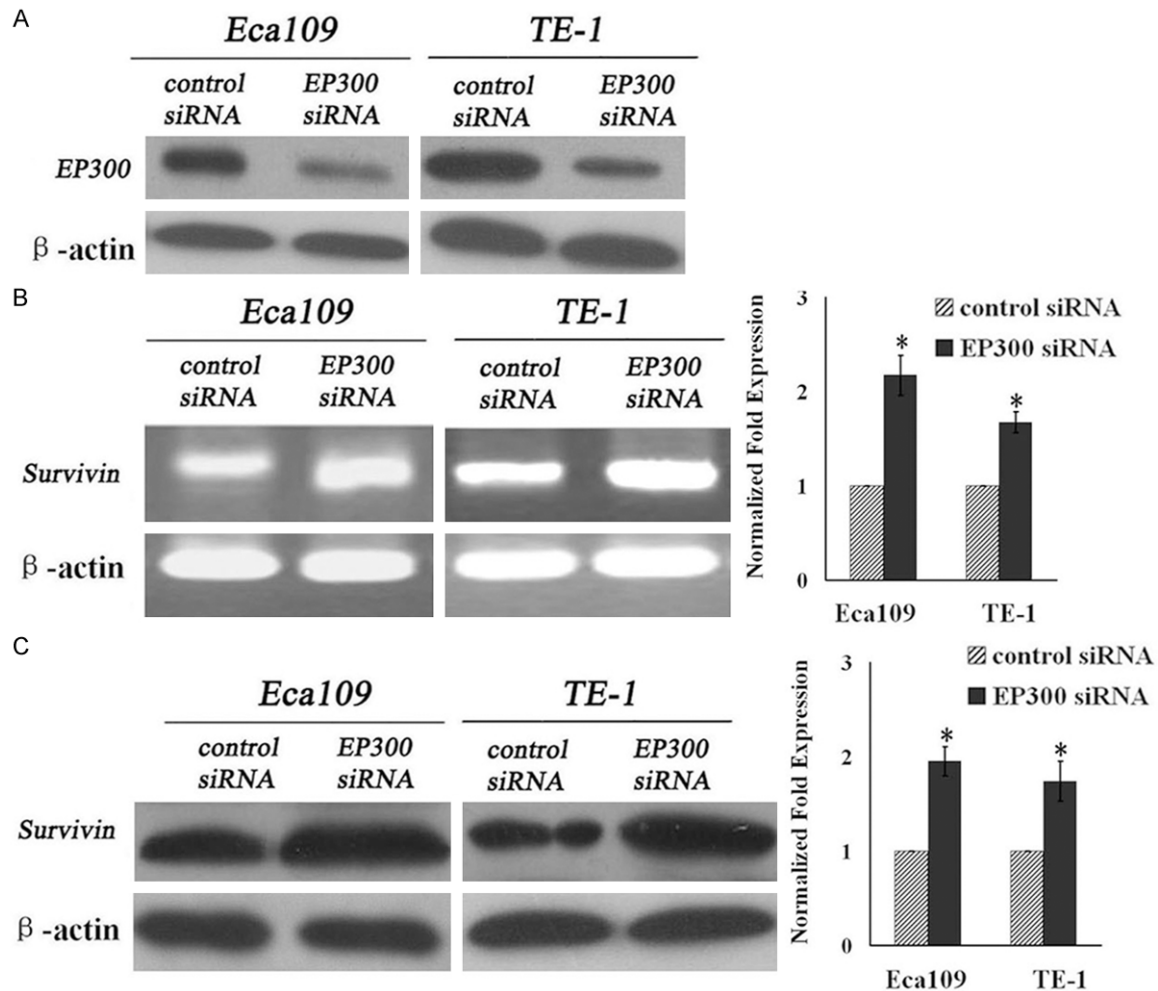 A
Eca109 TE-1
control EP300 control EP300
siRNA siRNA siRNA siRNA
EP300
β-actin
B
Eca109 TE-1
control EP300 control EP300
siRNA siRNA siRNA siRNA
Survivin
β-actin
Normalized Fold Expression
3
2
1
0
control siRNA
EP300 siRNA
* *
Eca109 TE-1
C
Eca109 TE-1
control EP300 control EP300
siRNA siRNA siRNA siRNA
Survivin
β-actin
Normalized Fold Expression
3
2
1
0
control siRNA
EP300 siRNA
* *
Eca109 TE-1